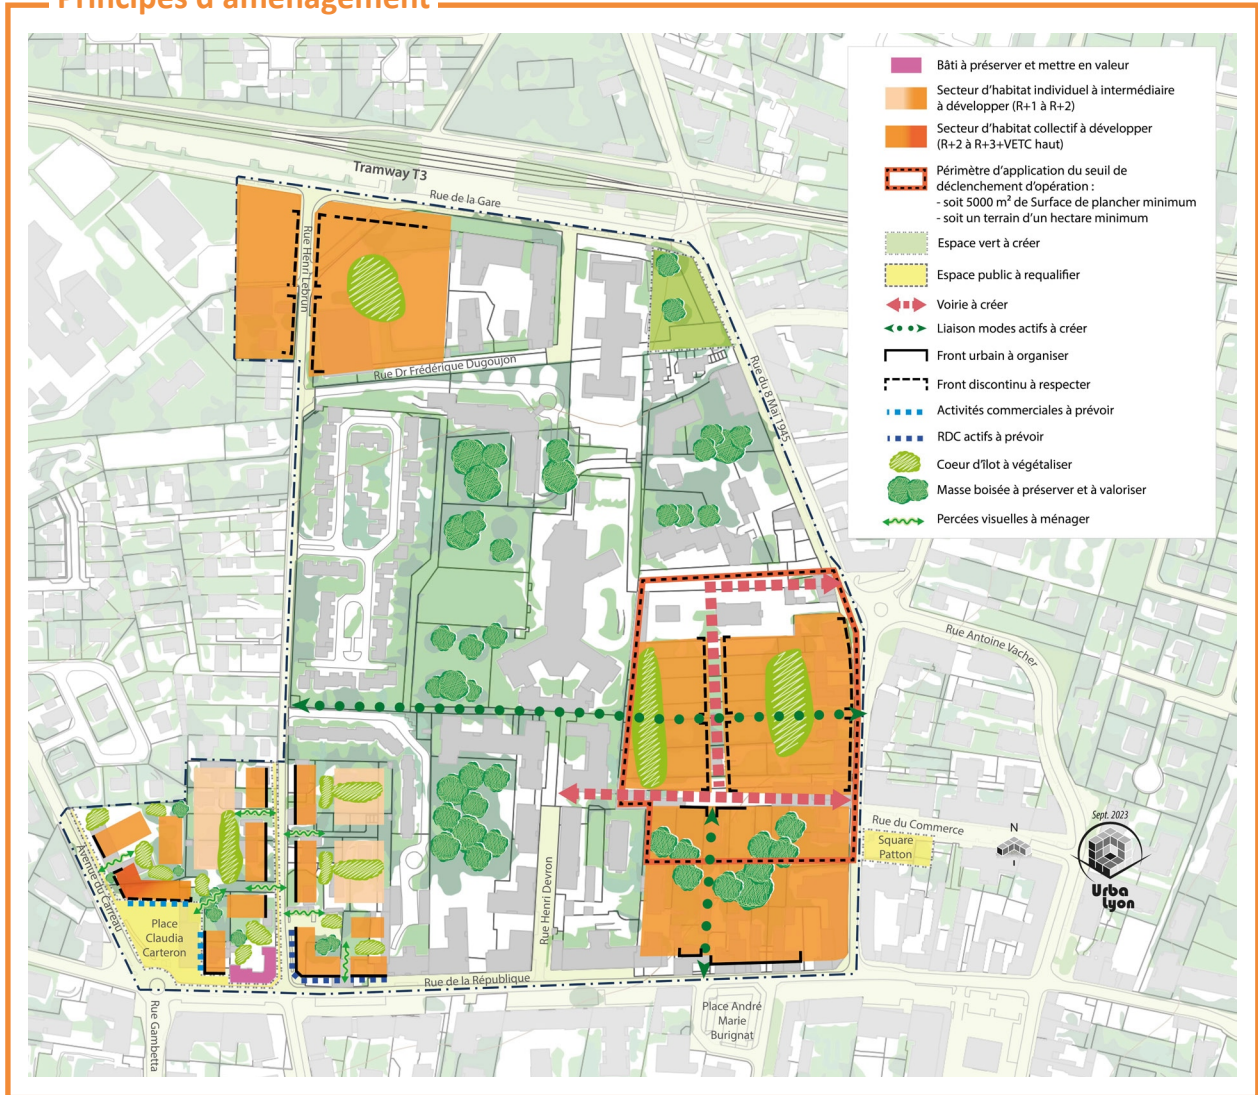 Principes d'aménagement
Bâti à préserver et mettre en valeur
Secteur d'habitat individuel à intermédiaire
à développer (R+1 à R+2)
Secteur d'habitat collectif à développer
(R+2 à R+3+VETC haut)
Périmètre d'application du seuil de
déclenchement d'opération :
- soit 5000 m² de Surface de plancher minimum
- soit un terrain d'un hectare minimum
Espace vert à créer
Espace public à requalifier
Voirie à créer
Liaison modes actifs à créer
Front urbain à organiser
Front discontinu à respecter
Activités commerciales à prévoir
RDC actifs à prévoir
Coeur d'îlot à végétaliser
Masse boisée à préserver et à valoriser
Percées visuelles à ménager
Tramway T3
Rue de la Gare
Rue Henri Lebrun
Rue Dr Frédérique Dugoujon
Rue du 8 Mai 1945
Rue Antoine Vacher
Rue du Commerce
Square
Patton
N
Sept. 2023
Urba
Lyon
Avenue du Carreau
Place
Claudia
Carteron
Rue Henri Devron
Rue de la République
Rue Gambetta
Place André
Marie
Burignat